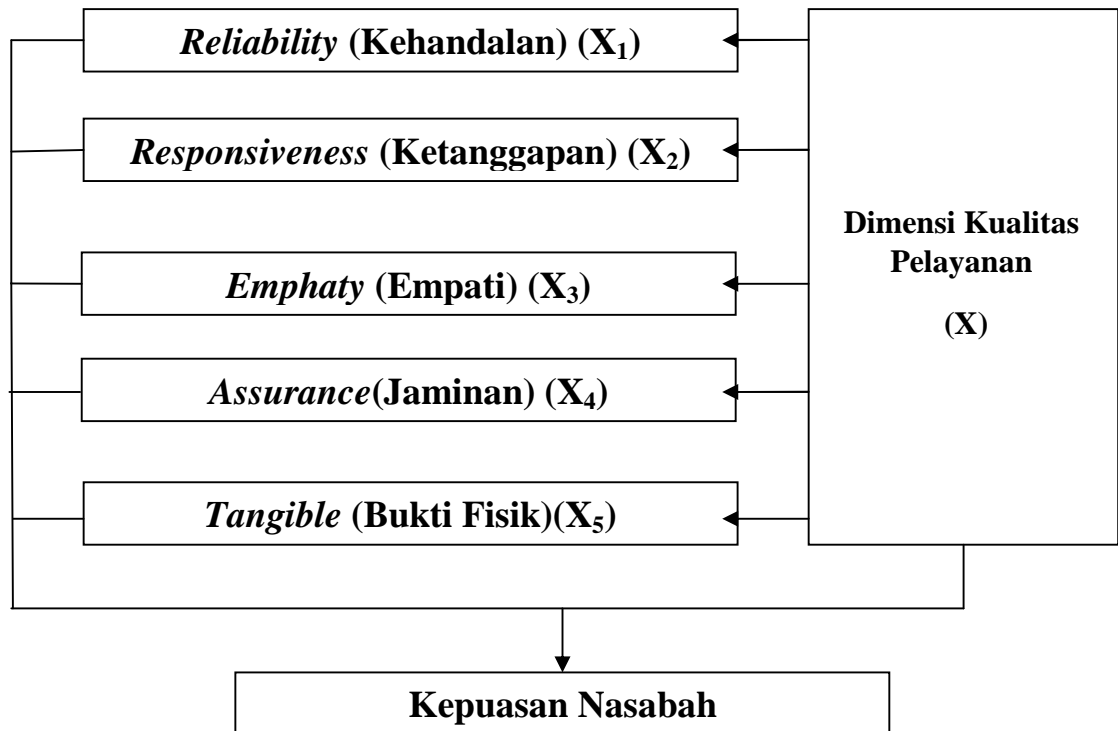 Reliability (Kehandalan) (X₁)
Responsiveness (Ketanggapan) (X₂)
Emphaty (Empati) (X₃)
Assurance(Jaminan) (X₄)
Tangible (Bukti Fisik)(X₅)
Dimensi Kualitas
Pelayanan
(X)
Kepuasan Nasabah